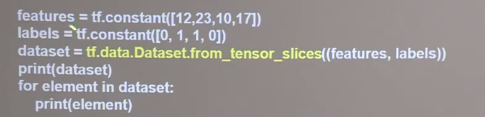 features = tf.constant([12,23,10,17])
labels = tf.constant([0, 1, 1, 0])
dataset = tf.data.Dataset.from_tensor_slices((features, labels))
print(dataset)
for element in dataset:
    print(element)